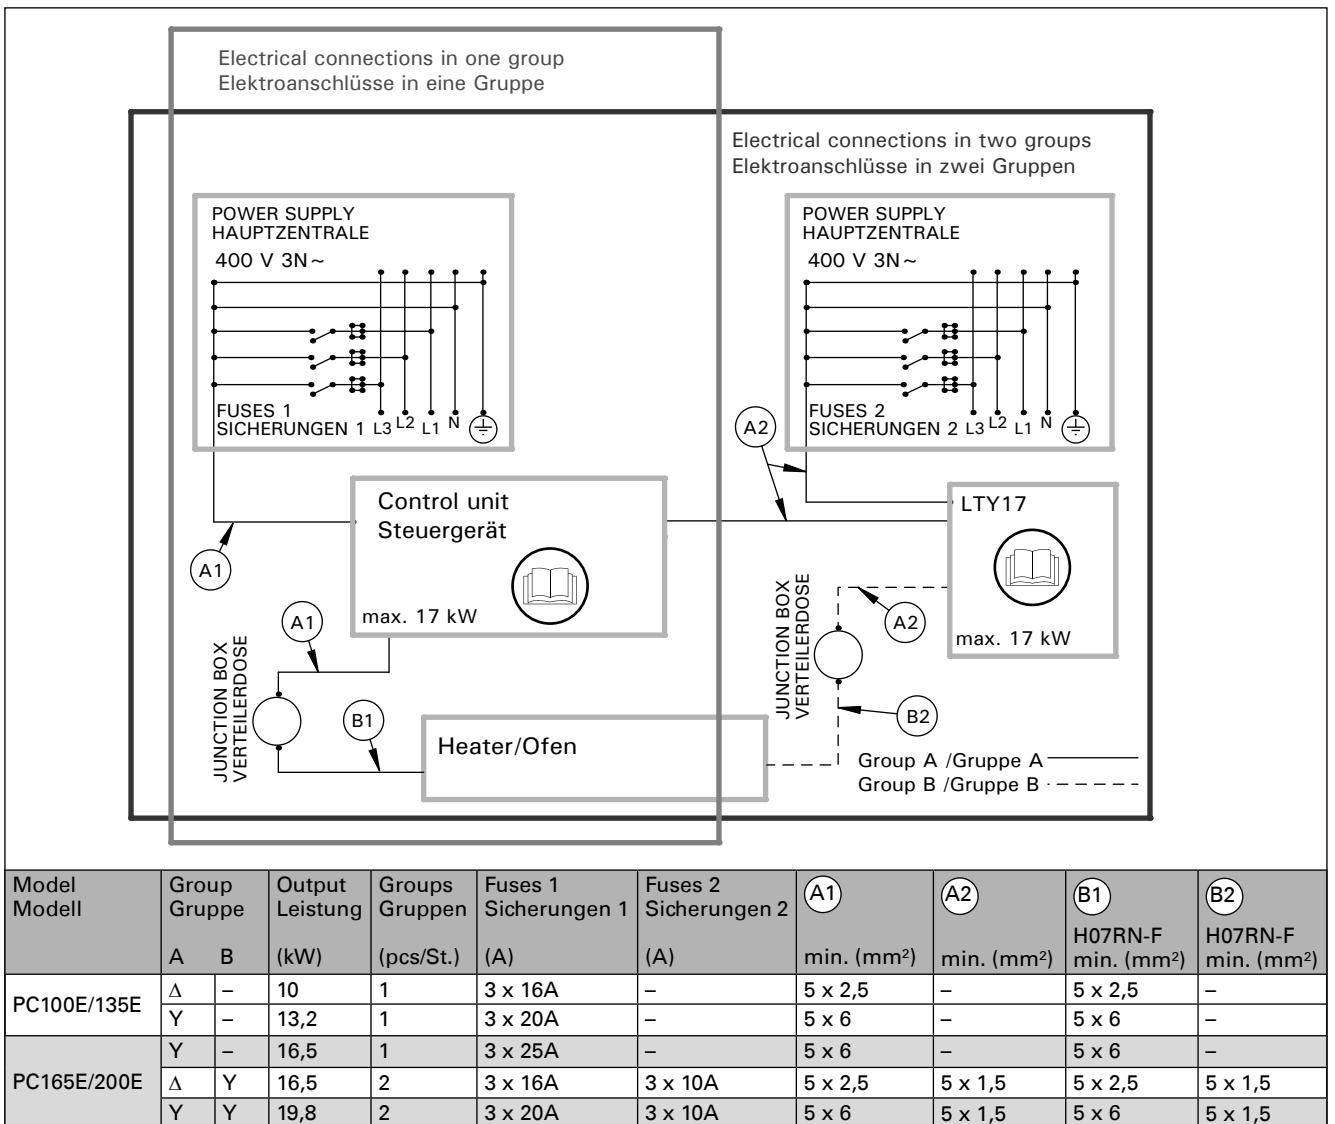 Electrical connections in one group
Elektroanschlüsse in eine Gruppe
Electrical connections in two groups
Elektroanschlüsse in zwei Gruppen
POWER SUPPLY
HAUPTZENTRALE
400 V 3N~
FUSES 1
SICHERUNGEN 1 L3 L2 L1 N
POWER SUPPLY
HAUPTZENTRALE
400 V 3N~
FUSES 2
SICHERUNGEN 2 L3 L2 L1 N
A2
Control unit
Steuergerät
max. 17 kW
LTY17
max. 17 kW
A1
A1
A2
JUNCTION BOX
VERTEILERDOSE
JUNCTION BOX
VERTEILERDOSE
B1
B2
Heater/Ofen
Group A /Gruppe A
Group B /Gruppe B
Model Group Output Groups Fuses 1 Fuses 2 A1 A2 B1 B2
Modell Gruppe Leistung Gruppen Sicherungen 1 Sicherungen 2
H07RN-F H07RN-F
A B (kW) (pcs/St.) (A) (A) min. (mm²) min. (mm²) min. (mm²) min. (mm²)
PC100E/135E Δ – 10 1 3 x 16A – 5 x 2,5 – 5 x 2,5 –
Y – 13,2 1 3 x 20A – 5 x 6 – 5 x 6 –
PC165E/200E Y – 16,5 1 3 x 25A – 5 x 6 – 5 x 6 –
Δ Y 16,5 2 3 x 16A 3 x 10A 5 x 2,5 5 x 1,5 5 x 2,5 5 x 1,5
Y Y 19,8 2 3 x 20A 3 x 10A 5 x 6 5 x 1,5 5 x 6 5 x 1,5